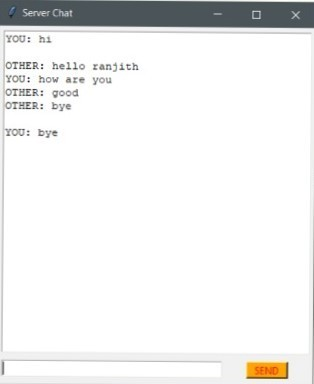 Server Chat
YOU: hi
OTHER: hello ranjith
YOU: how are you
OTHER: good
OTHER: bye
YOU: bye
SEND